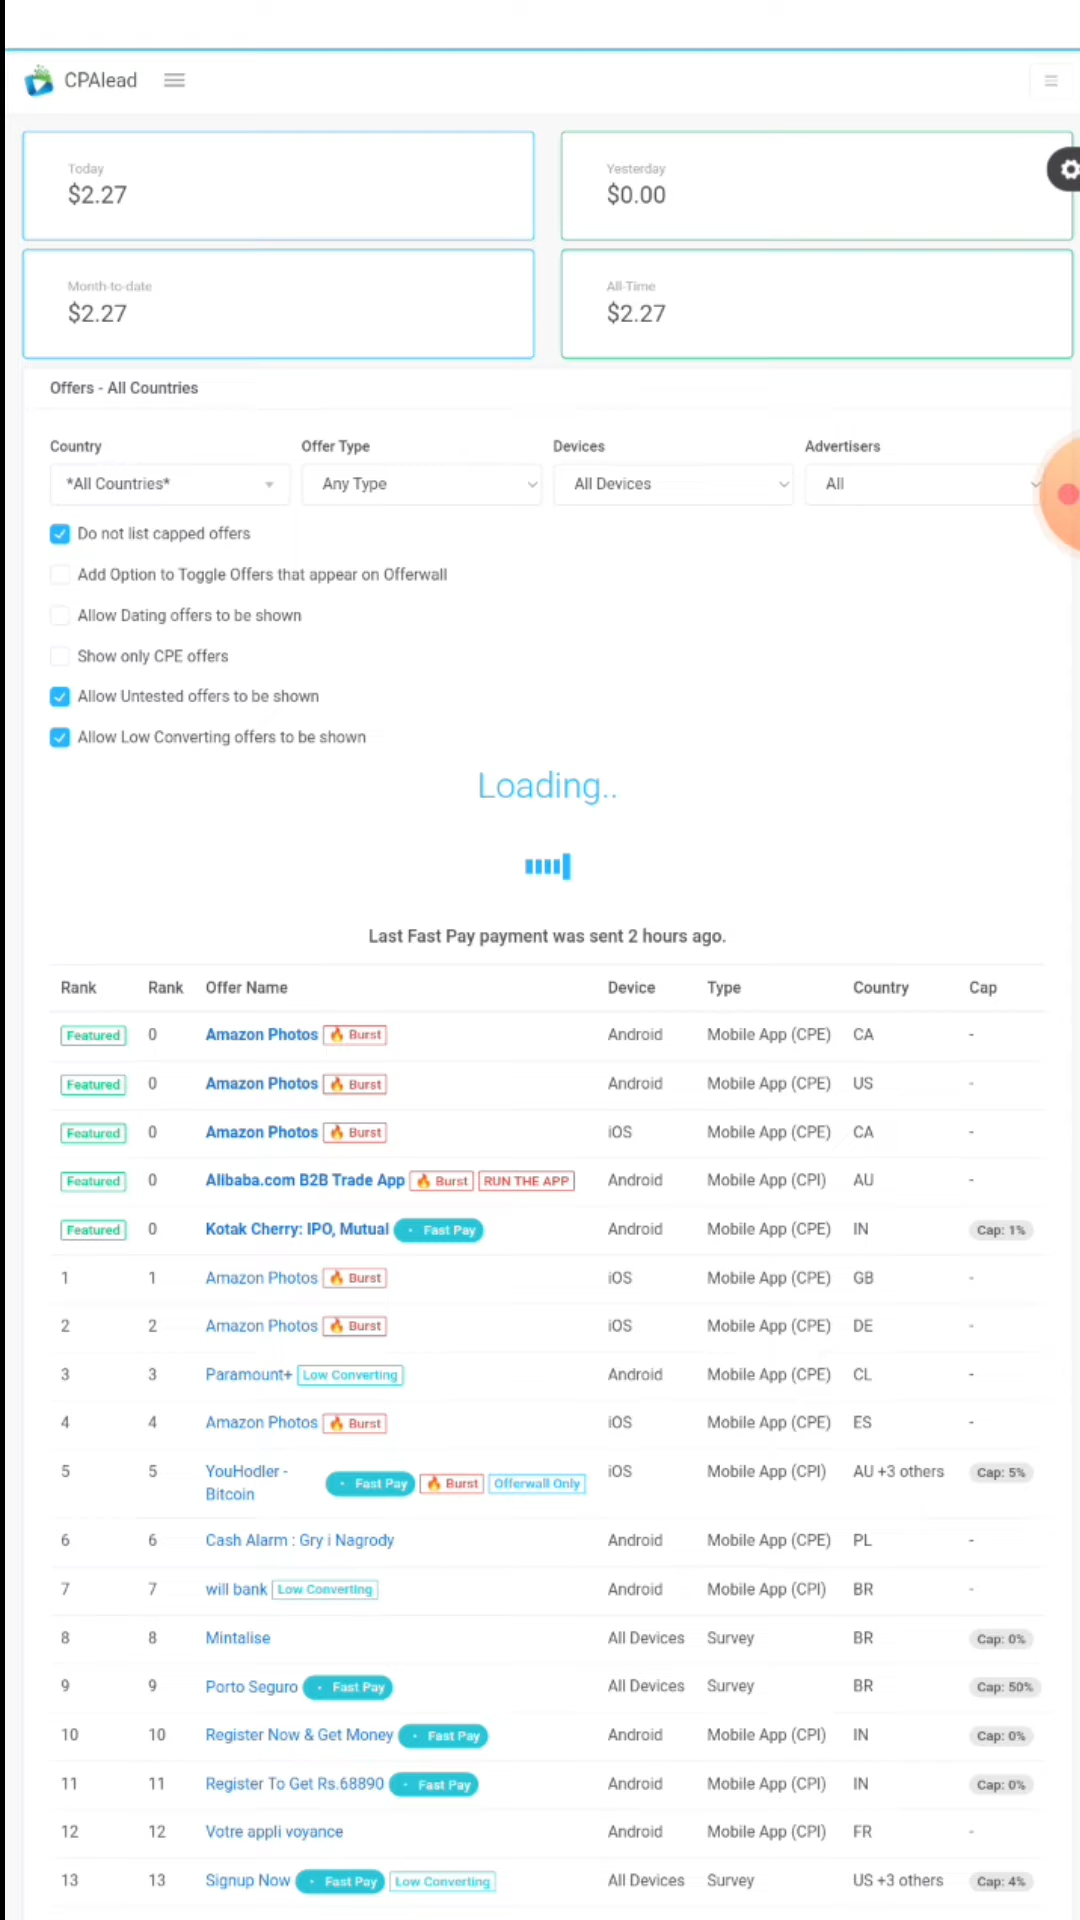 CPAlead
Today
$2.27
Yesterday
$0.00
Month-to-date
$2.27
All-Time
$2.27
Offers - All Countries
Country Offer Type Devices Advertisers
*All Countries* Any Type All Devices All
Do not list capped offers
Add Option to Toggle Offers that appear on Offerwall
Allow Dating offers to be shown
Show only CPE offers
Allow Untested offers to be shown
Allow Low Converting offers to be shown
Loading..
Last Fast Pay payment was sent 2 hours ago.
Rank Rank Offer Name Device Type Country Cap
Featured 0 Amazon Photos 🔥 Burst Android Mobile App (CPE) CA -
Featured 0 Amazon Photos 🔥 Burst Android Mobile App (CPE) US -
Featured 0 Amazon Photos 🔥 Burst iOS Mobile App (CPE) CA -
Featured 0 Alibaba.com B2B Trade App 🔥 Burst RUN THE APP Android Mobile App (CPI) AU -
Featured 0 Kotak Cherry: IPO, Mutual Fast Pay Android Mobile App (CPE) IN Cap: 1%
1 1 Amazon Photos 🔥 Burst iOS Mobile App (CPE) GB -
2 2 Amazon Photos 🔥 Burst iOS Mobile App (CPE) DE -
3 3 Paramount+ Low Converting Android Mobile App (CPE) CL -
4 4 Amazon Photos 🔥 Burst iOS Mobile App (CPE) ES -
5 5 YouHodler - Fast Pay 🔥 Burst Offerwall Only iOS Mobile App (CPI) AU +3 others Cap: 5%
Bitcoin
6 6 Cash Alarm : Gry i Nagrody Android Mobile App (CPE) PL -
7 7 will bank Low Converting Android Mobile App (CPI) BR -
8 8 Mintalise All Devices Survey BR Cap: 0%
9 9 Porto Seguro Fast Pay All Devices Survey BR Cap: 50%
10 10 Register Now & Get Money Fast Pay Android Mobile App (CPI) IN Cap: 0%
11 11 Register To Get Rs.68890 Fast Pay Android Mobile App (CPI) IN Cap: 0%
12 12 Votre appli voyance Android Mobile App (CPI) FR -
13 13 Signup Now Fast Pay Low Converting All Devices Survey US +3 others Cap: 4%